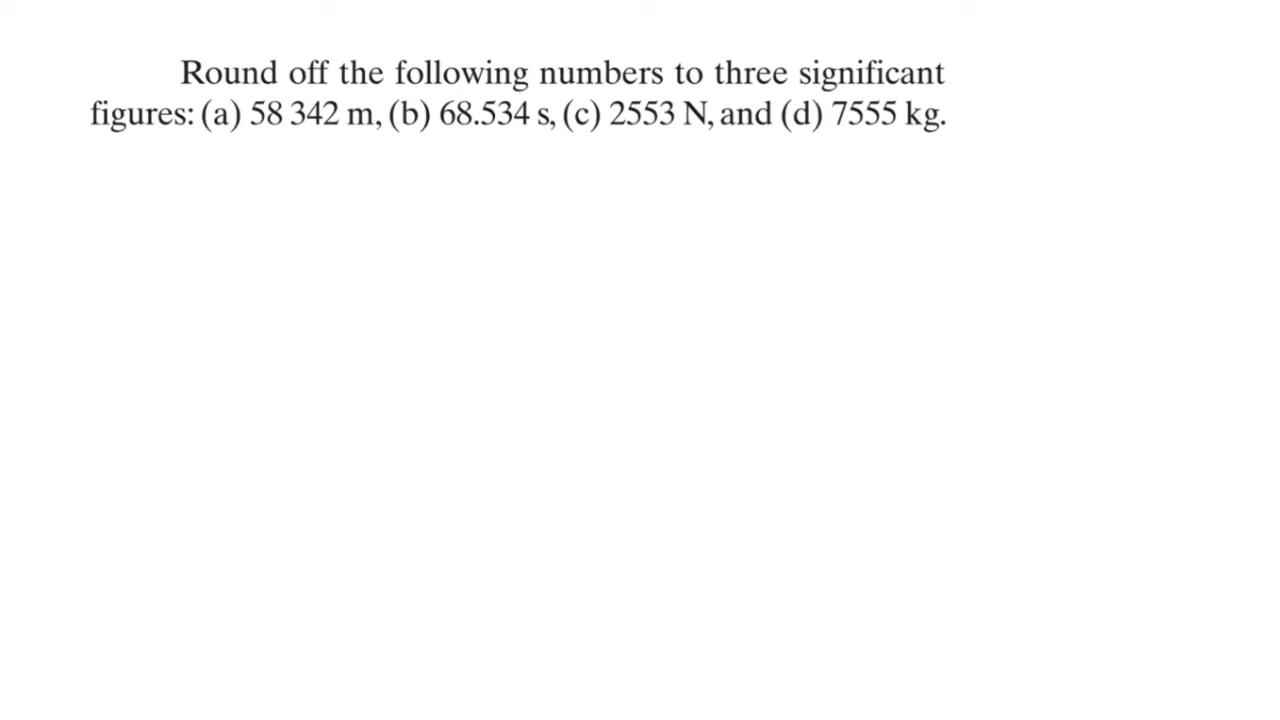 Round off the following numbers to three significant
figures: (a) 58 342 m, (b) 68.534 s, (c) 2553 N, and (d) 7555 kg.